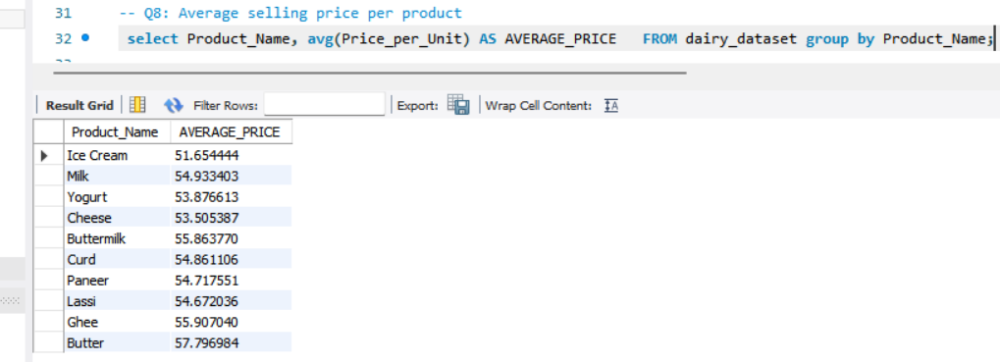 31 -- Q8: Average selling price per product
32 select Product_Name, avg(Price_per_Unit) AS AVERAGE_PRICE FROM dairy_dataset group by Product_Name;
Result Grid Filter Rows: Export: Wrap Cell Content:
Product_Name AVERAGE_PRICE
Ice Cream 51.654444
Milk 54.933403
Yogurt 53.876613
Cheese 53.505387
Buttermilk 55.863770
Curd 54.861106
Paneer 54.717551
Lassi 54.672036
Ghee 55.907040
Butter 57.796984